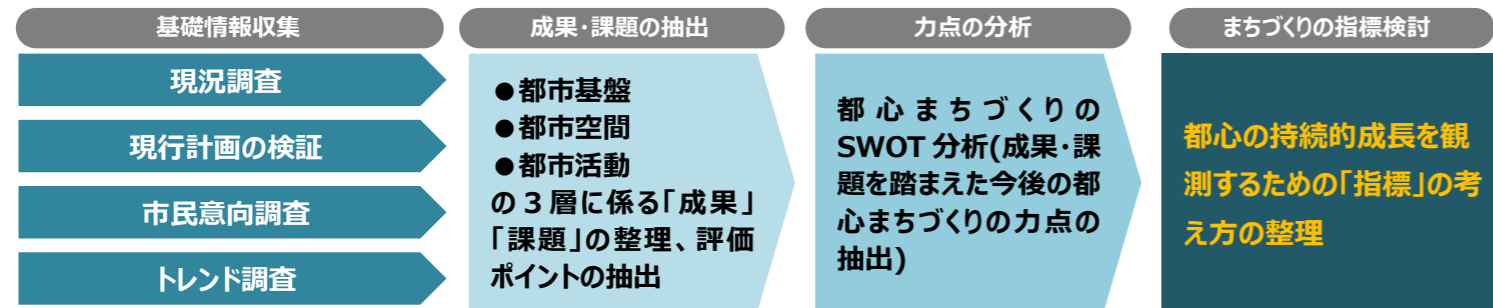 基礎情報収集
現況調査
現行計画の検証
市民意向調査
トレンド調査
成果・課題の抽出
●都市基盤
●都市空間
●都市活動
の3層に係る「成果」
「課題」の整理、評価
ポイントの抽出
力点の分析
都心まちづくりの
SWOT分析(成果・課
題を踏まえた今後の都
心まちづくりの力点の
抽出)
まちづくりの指標検討
都心の持続的成長を観
測するための「指標」の考
え方の整理